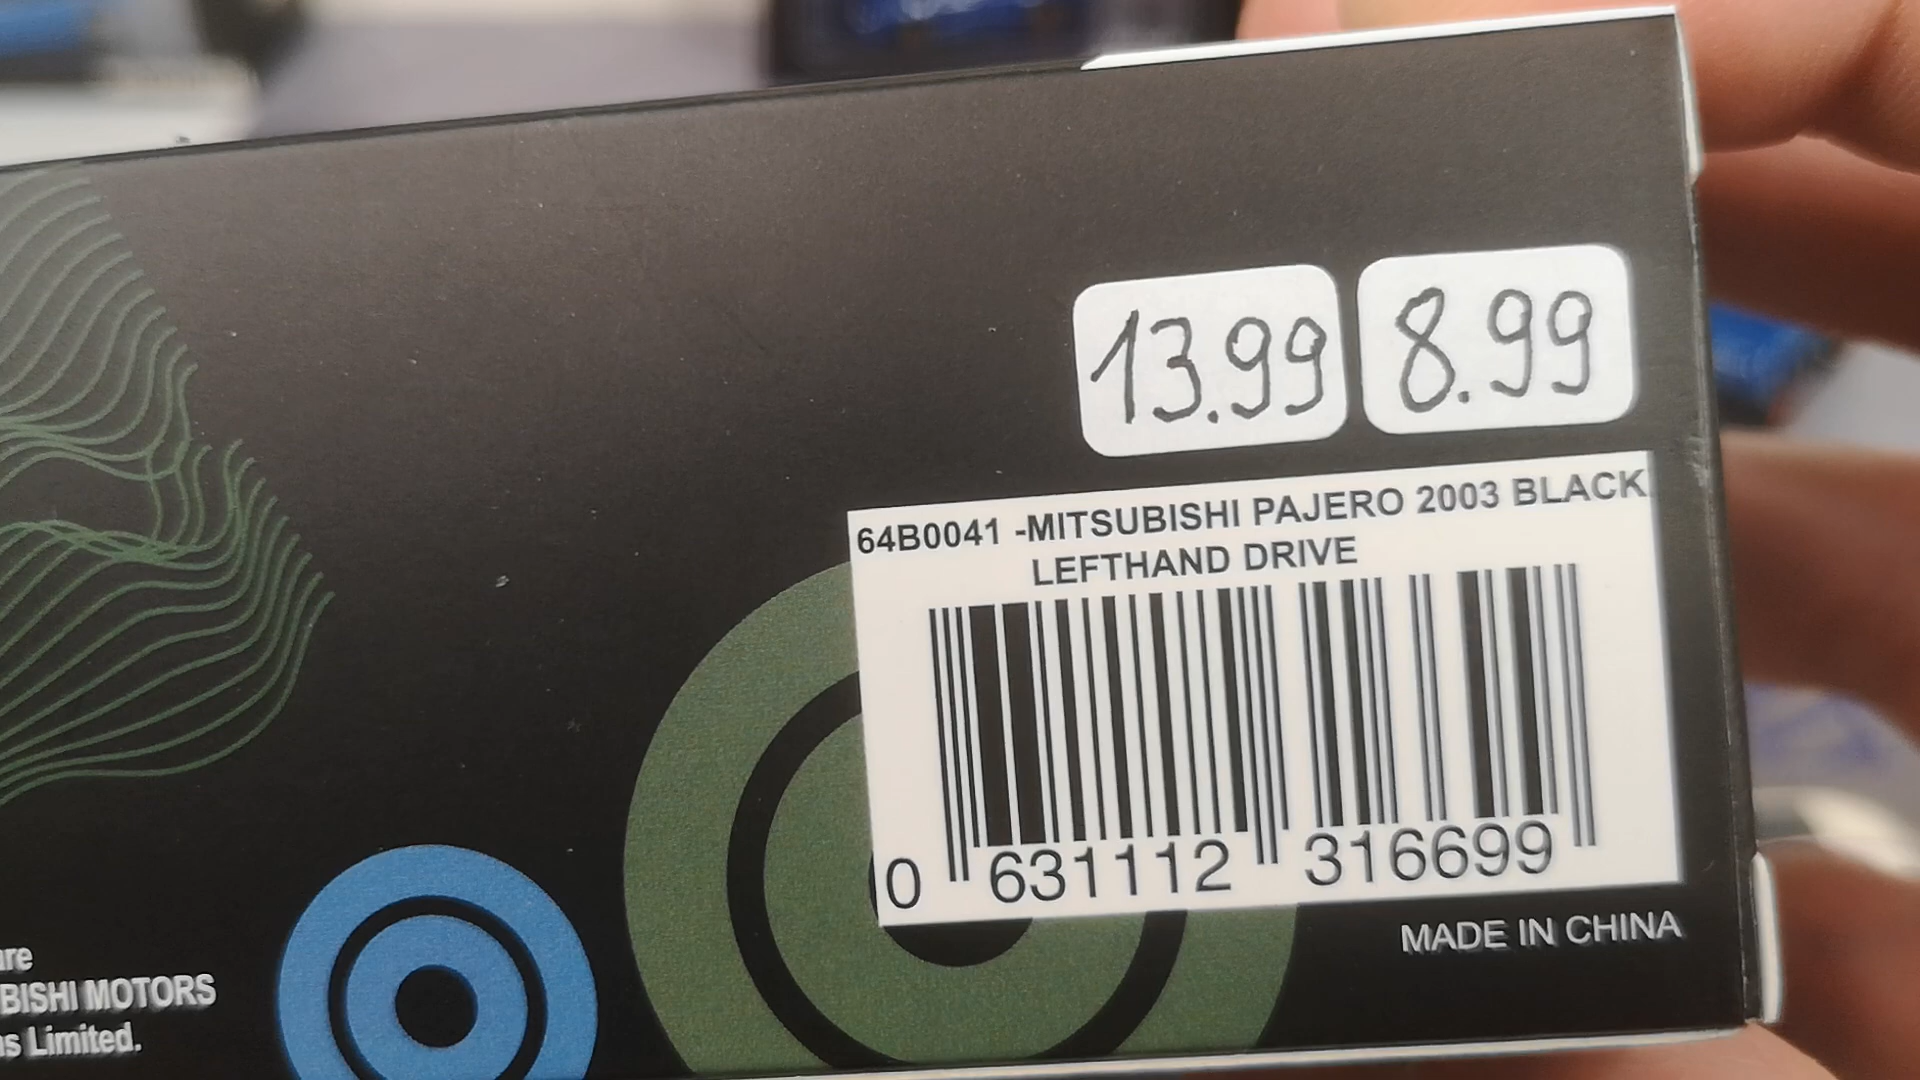 13.99 8.99
64B0041 -MITSUBISHI PAJERO 2003 BLACK
LEFTHAND DRIVE
0 631112 316699
MADE IN CHINA
MOTORS
Limited.